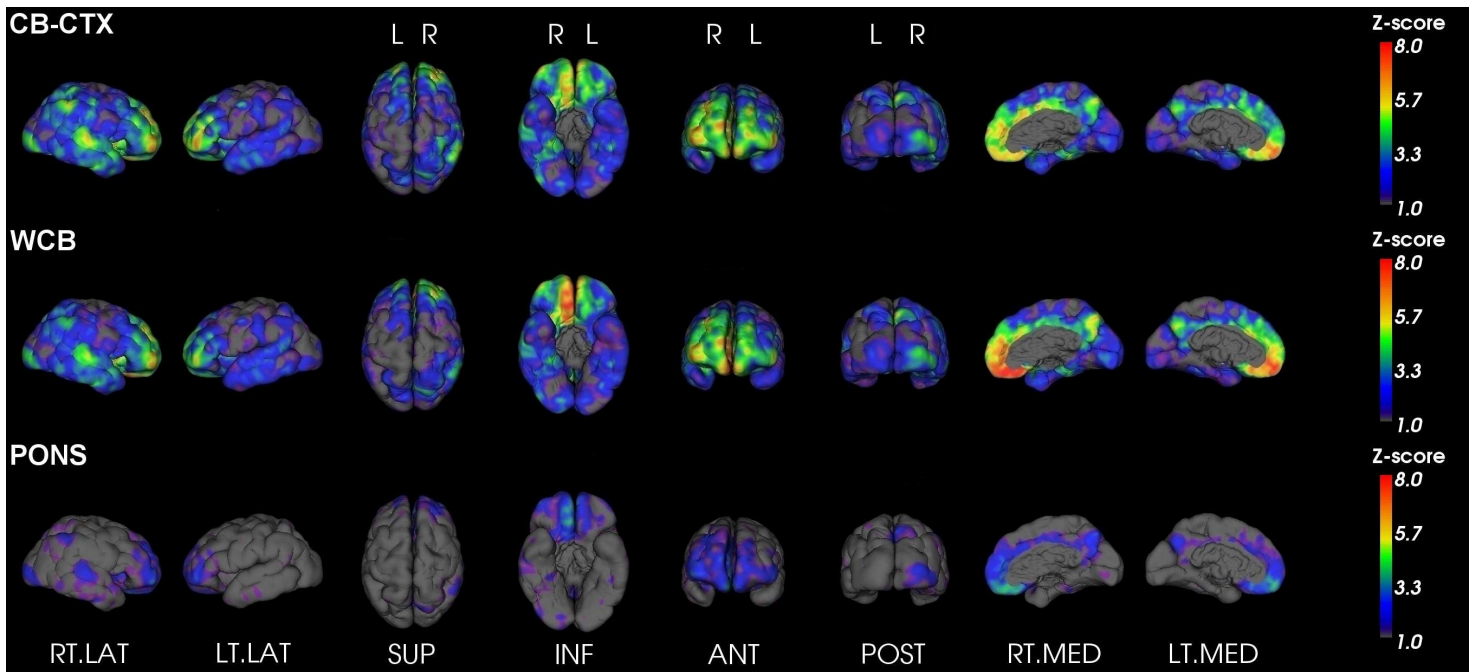 CB-CTX
L R
R L
R L
L R
Z-score
8.0
5.7
3.3
1.0
WCB
Z-score
8.0
5.7
3.3
1.0
PONS
Z-score
8.0
5.7
3.3
1.0
RT.LAT
LT.LAT
SUP
INF
ANT
POST
RT.MED
LT.MED